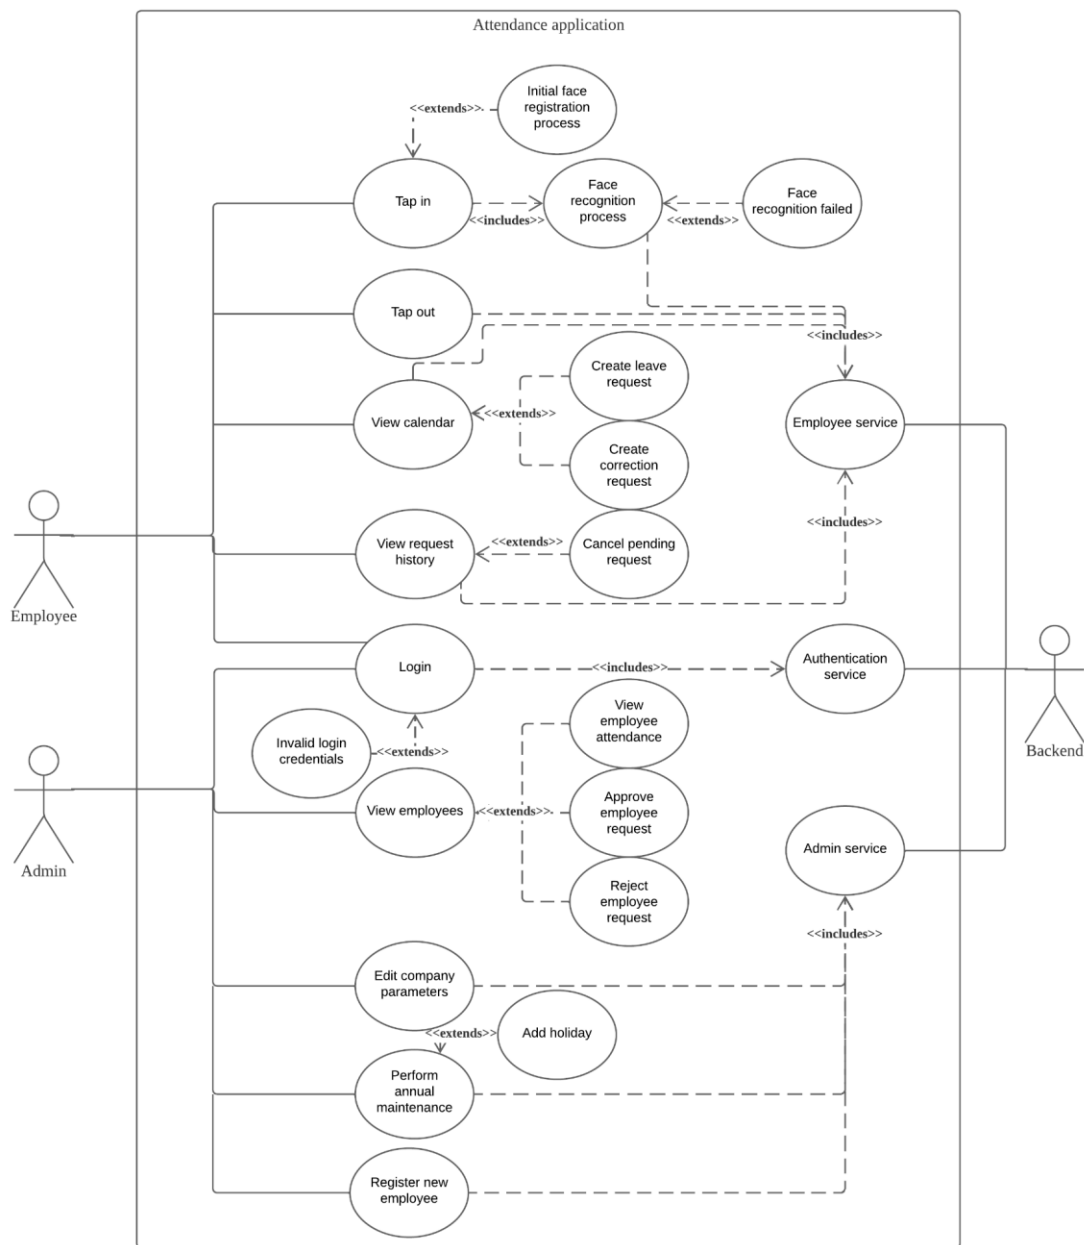 Attendance application
Initial face
registration
process
<<extends>>
Tap in
<<includes>>
Face
recognition
process
<<extends>>
Face
recognition failed
Tap out
<<includes>>
Create leave
request
View calendar
<<extends>>
Employee service
Create
correction
request
<<includes>>
Employee
View request
history
<<extends>>
Cancel pending
request
Login
<<includes>>
Authentication
service
View
employee
attendance
Invalid login
credentials
<<extends>>
Backend
View employees
<<extends>>
Approve
employee
request
Admin service
Admin
Reject
employee
request
<<includes>>
Edit company
parameters
<<extends>>
Add holiday
Perform
annual
maintenance
Register new
employee